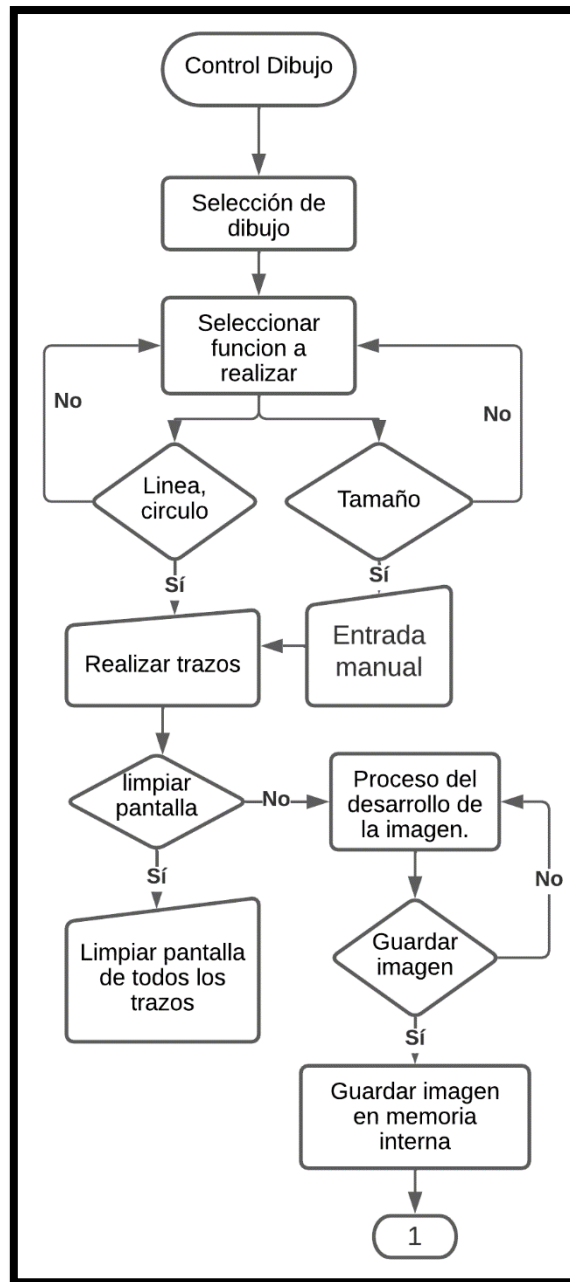 Control Dibujo
Selección de
dibujo
Seleccionar
funcion a
realizar
No
No
Linea,
circulo
Tamaño
Sí
Sí
Realizar trazos
Entrada
manual
limpiar
pantalla
No
Proceso del
desarrollo de
la imagen.
No
Sí
Limpiar pantalla
de todos los
trazos
Guardar
imagen
Sí
Guardar imagen
en memoria
interna
1